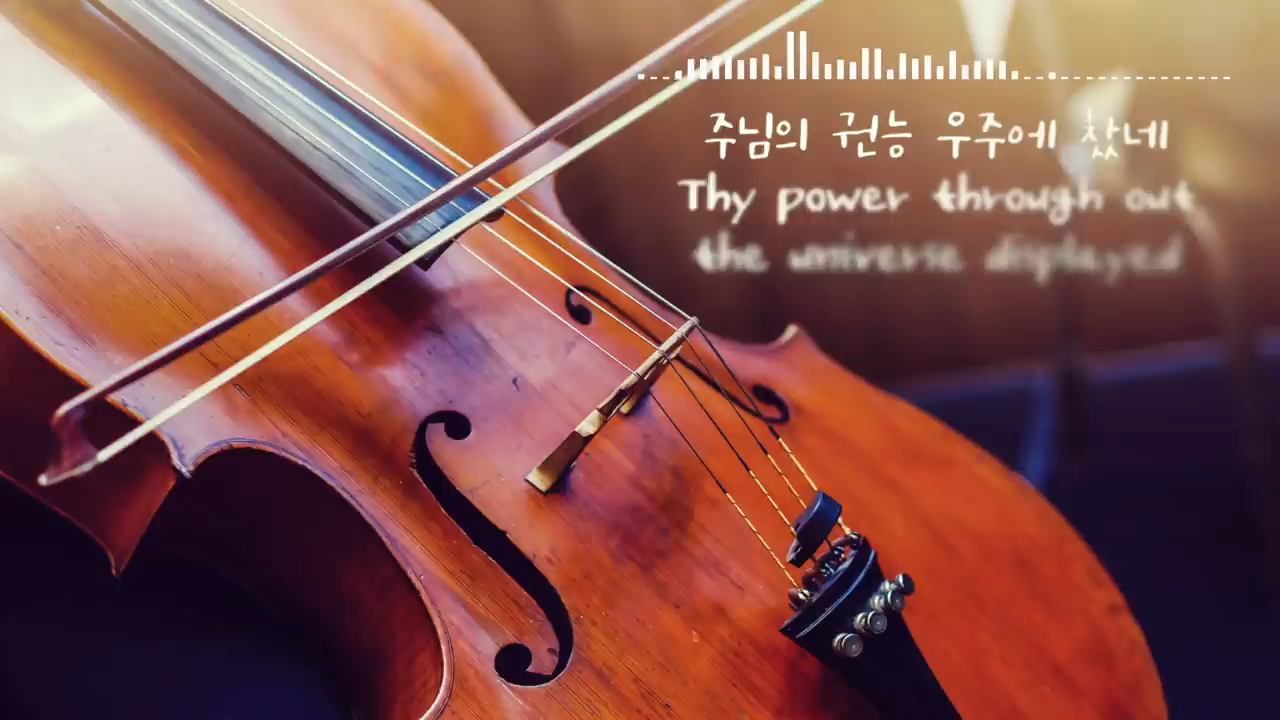 주님의 권능 우주에 찼네
Thy power through out
the universe displayed